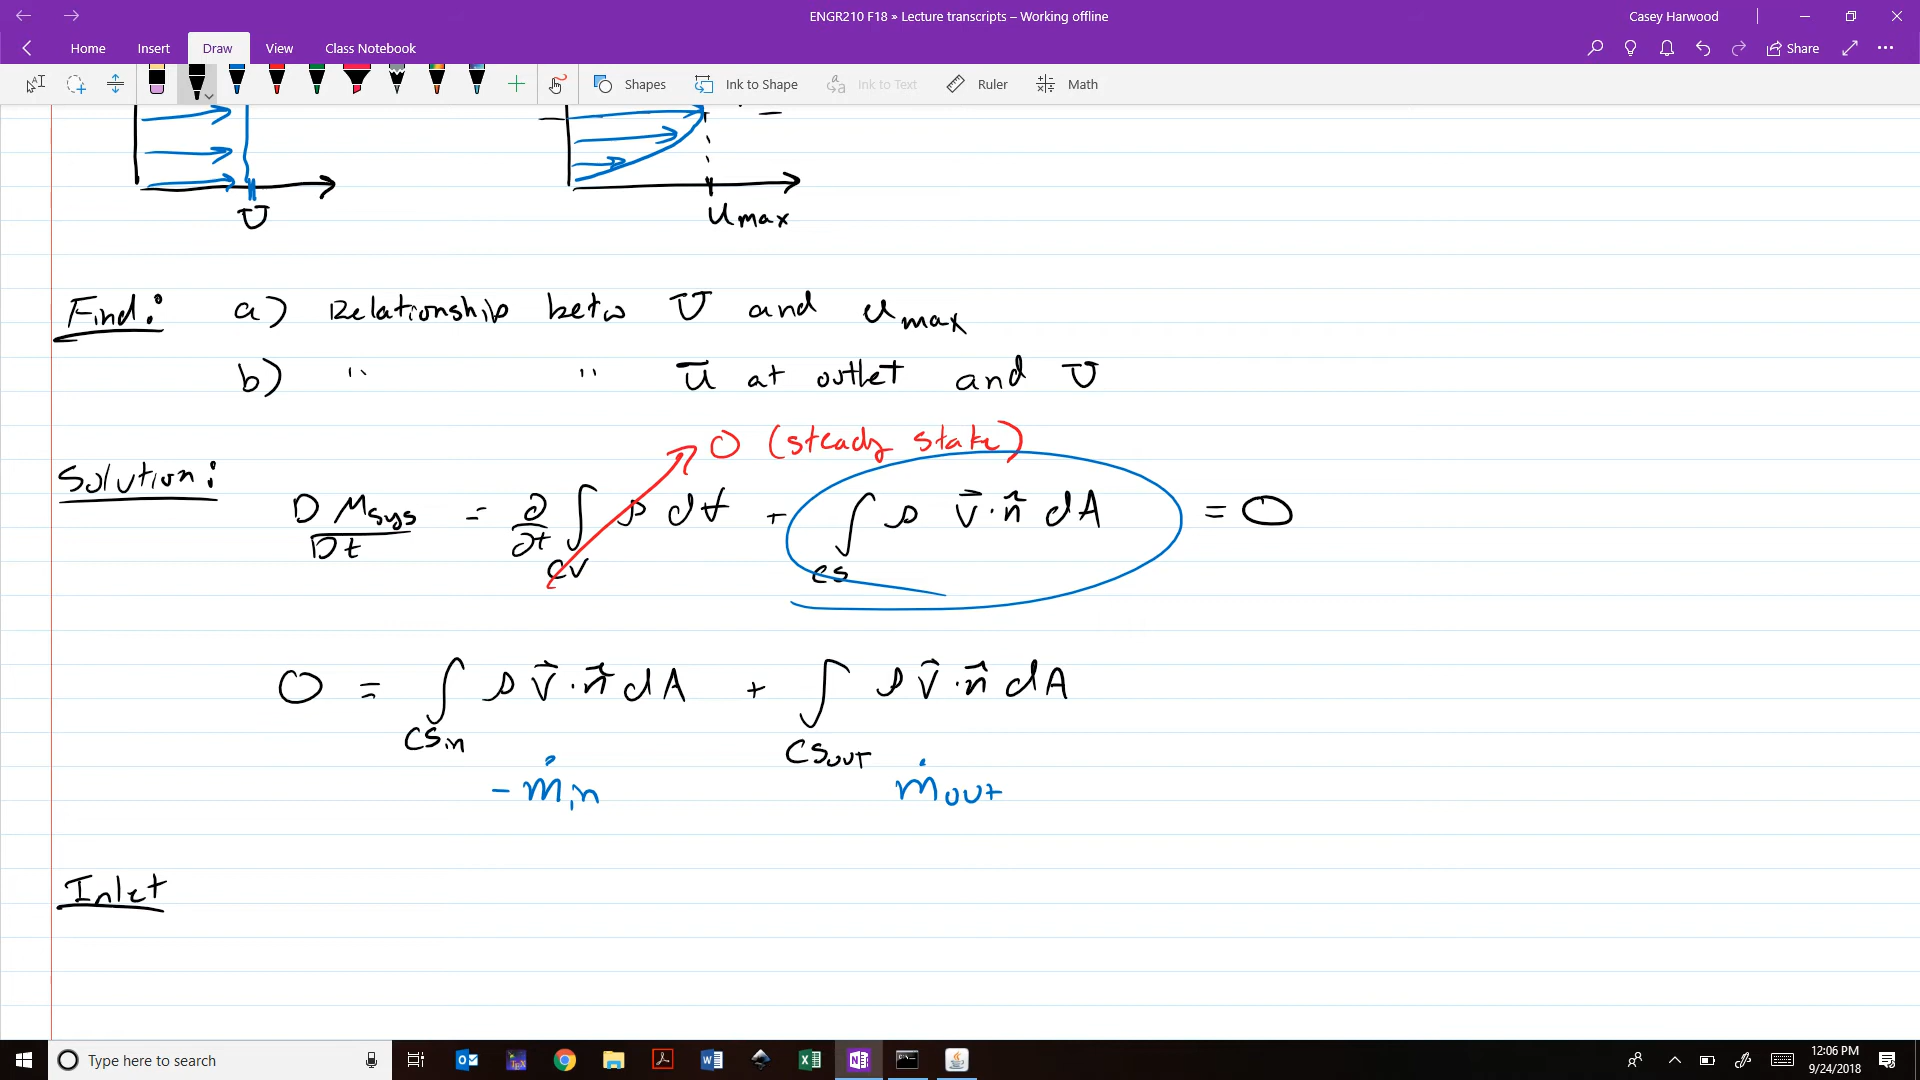 ENGR210 F18 » Lecture transcripts – Working offline
Casey Harwood
Home Insert Draw View Class Notebook
Share
Shapes
Ink to Shape
Ink to Text
Ruler
Math
U
umax
Find: a) Relationship betw U and umax
b) " " ū at outlet and U
0 (steady state)
Solution:
D Msys / Dt = ∂/∂t ∫CV ρ dV + ∫CS ρ v⃗ · n̂ dA = 0
0 = ∫CSin ρ v⃗ · n̂ dA + ∫CSout ρ v⃗ · n̂ dA
-ṁin ṁout
Inlet
Type here to search
12:06 PM
9/24/2018